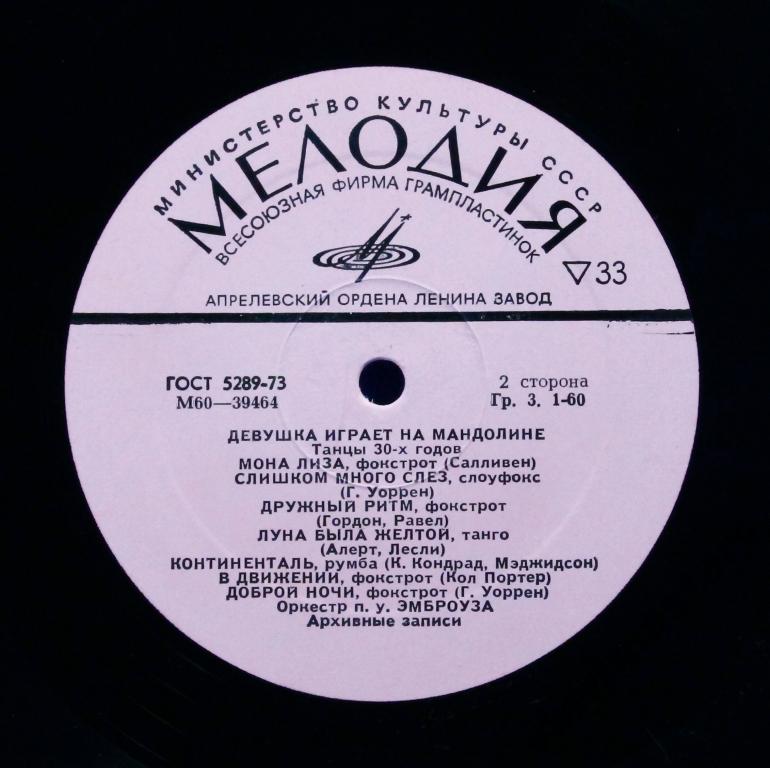 МИНИСТЕРСТВО КУЛЬТУРЫ СССР
МЕЛОДИЯ
ВСЕСОЮЗНАЯ ФИРМА ГРАМПЛАСТИНОК
33
АПРЕЛЕВСКИЙ ОРДЕНА ЛЕНИНА ЗАВОД
ГОСТ 5289-73
2 сторона
М60—39464
Гр. 3. 1-60
ДЕВУШКА ИГРАЕТ НА МАНДОЛИНЕ
Танцы 30-х годов
МОНА ЛИЗА, фокстрот (Салливен)
СЛИШКОМ МНОГО СЛЕЗ, слоуфокс
(Г. Уоррен)
ДРУЖНЫЙ РИТМ, фокстрот
(Гордон, Равел)
ЛУНА БЫЛА ЖЕЛТОЙ, танго
(Алерт, Лесли)
КОНТИНЕНТАЛЬ, румба (К. Кондрад, Мэджидсон)
В ДВИЖЕНИИ, фокстрот (Кол Портер)
ДОБРОЙ НОЧИ, фокстрот (Г. Уоррен)
Оркестр п. у. ЭМБРОУЗА
Архивные записи